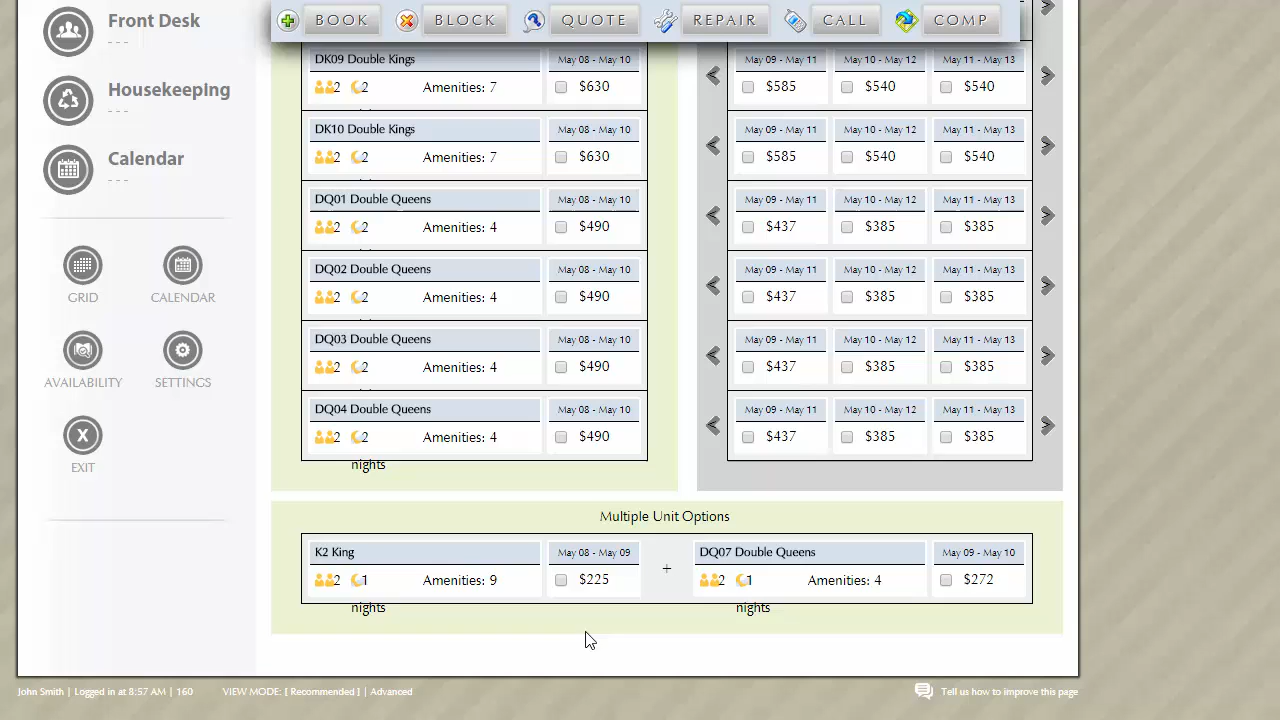 BOOK BLOCK QUOTE REPAIR CALL COMP
Front Desk
- - -
Housekeeping
- - -
Calendar
- - -
GRID CALENDAR
AVAILABILITY SETTINGS
X
EXIT
DK09 Double Kings May 08 - May 10
2 2 Amenities: 7 $630
DK10 Double Kings May 08 - May 10
2 2 Amenities: 7 $630
DQ01 Double Queens May 08 - May 10
2 2 Amenities: 4 $490
DQ02 Double Queens May 08 - May 10
2 2 Amenities: 4 $490
DQ03 Double Queens May 08 - May 10
2 2 Amenities: 4 $490
DQ04 Double Queens May 08 - May 10
2 2 Amenities: 4 $490
nights
May 09 - May 11 May 10 - May 12 May 11 - May 13
$585 $540 $540
May 09 - May 11 May 10 - May 12 May 11 - May 13
$585 $540 $540
May 09 - May 11 May 10 - May 12 May 11 - May 13
$437 $385 $385
May 09 - May 11 May 10 - May 12 May 11 - May 13
$437 $385 $385
May 09 - May 11 May 10 - May 12 May 11 - May 13
$437 $385 $385
May 09 - May 11 May 10 - May 12 May 11 - May 13
$437 $385 $385
Multiple Unit Options
K2 King May 08 - May 09 + DQ07 Double Queens May 09 - May 10
2 1 Amenities: 9 $225 2 1 Amenities: 4 $272
nights nights
John Smith | Logged in at 8:57 AM | 160 VIEW MODE: [ Recommended ] | Advanced Tell us how to improve this page